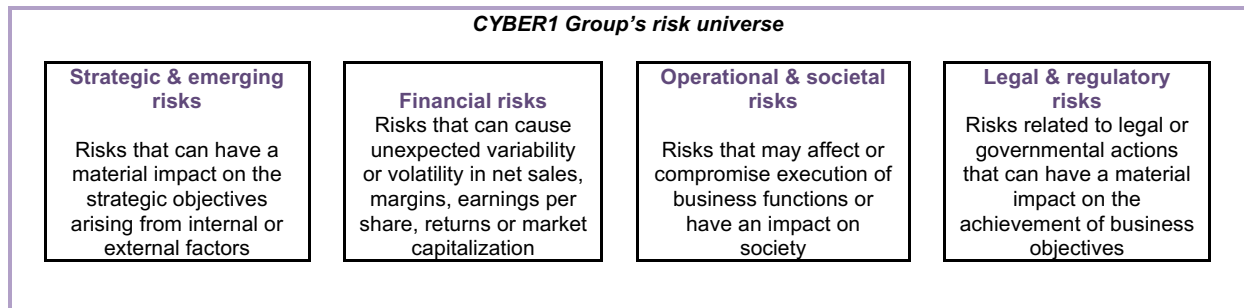 CYBER1 Group's risk universe
Strategic & emerging
risks
Risks that can have a
material impact on the
strategic objectives
arising from internal or
external factors
Financial risks
Risks that can cause
unexpected variability
or volatility in net sales,
margins, earnings per
share, returns or market
capitalization
Operational & societal
risks
Risks that may affect or
compromise execution of
business functions or
have an impact on
society
Legal & regulatory
risks
Risks related to legal or
governmental actions
that can have a material
impact on the
achievement of business
objectives